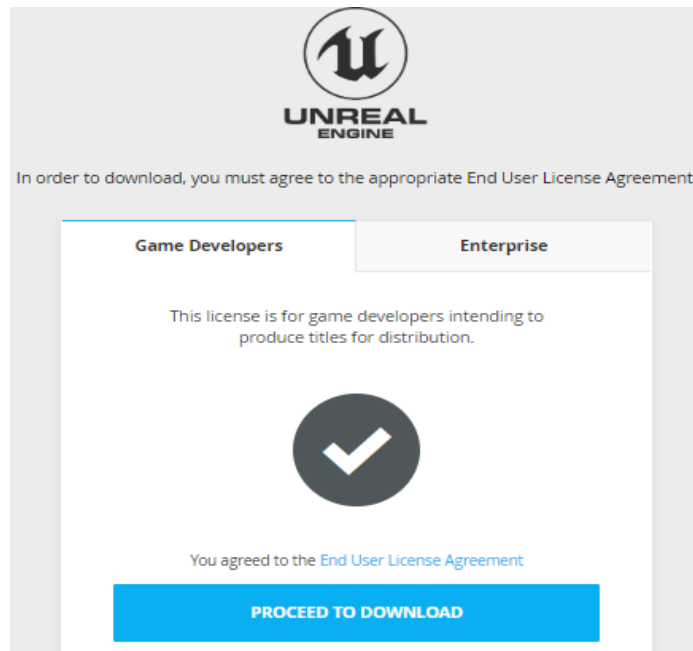 UNREAL
ENGINE
In order to download, you must agree to the appropriate End User License Agreement
Game Developers
Enterprise
This license is for game developers intending to
produce titles for distribution.
You agreed to the End User License Agreement
PROCEED TO DOWNLOAD